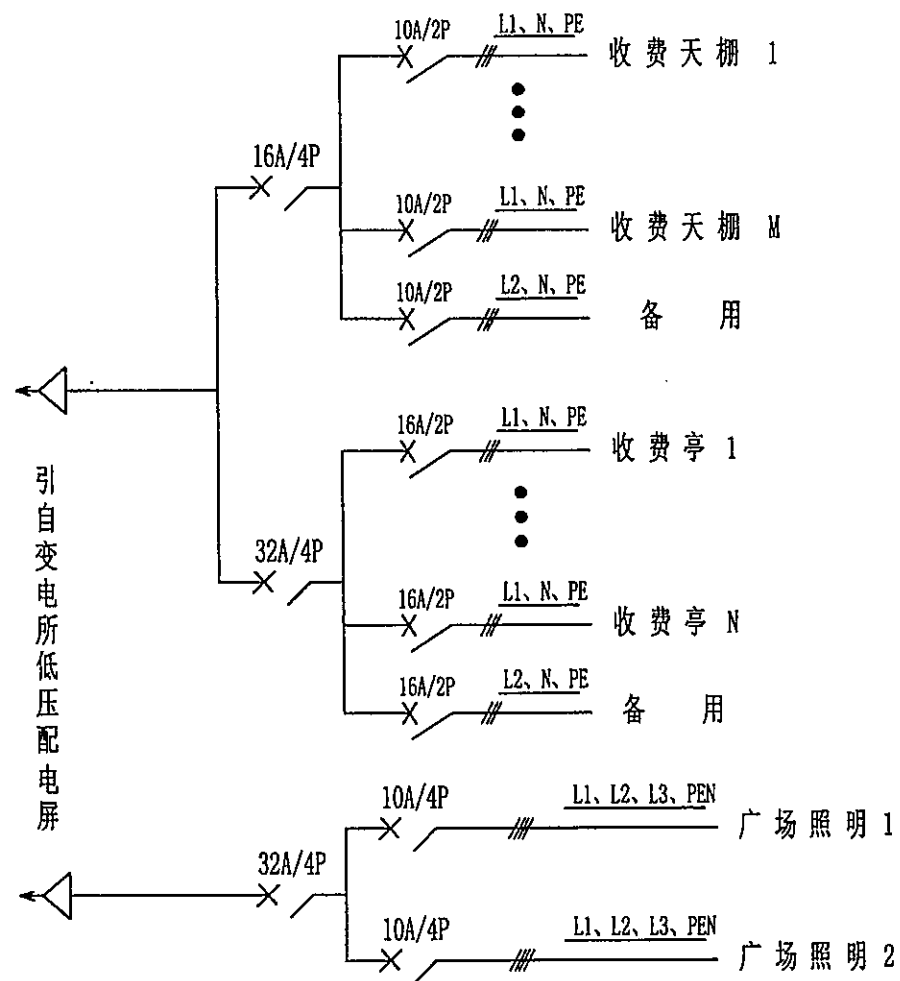 10A/2P
L1、N、PE
收费天棚 1
16A/4P
10A/2P
L1、N、PE
收费天棚 M
10A/2P
L2、N、PE
备 用
16A/2P
L1、N、PE
收费亭 1
引自变电所低压配电屏
32A/4P
16A/2P
L1、N、PE
收费亭 N
16A/2P
L2、N、PE
备 用
10A/4P
L1、L2、L3、PEN
广场照明 1
32A/4P
10A/4P
L1、L2、L3、PEN
广场照明 2